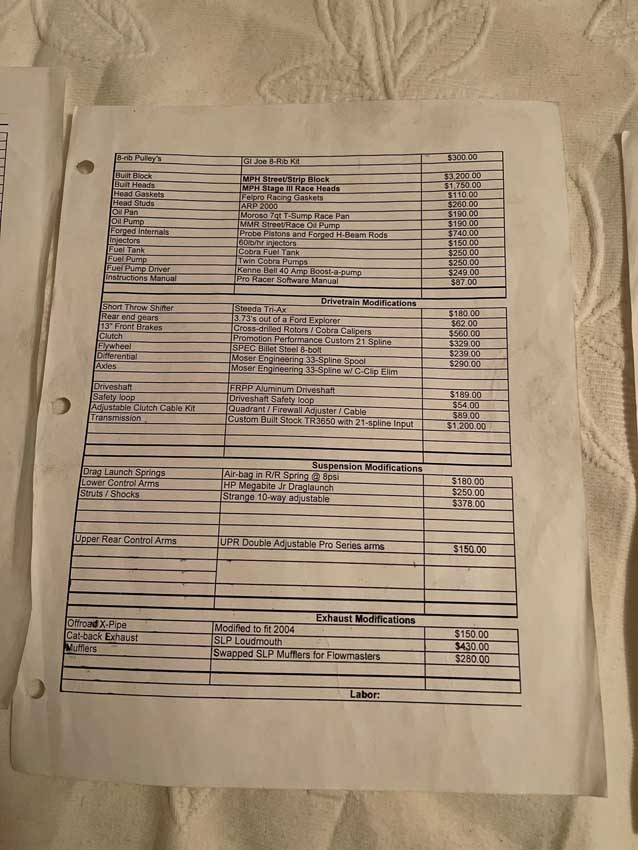 8-rib Pulley's GI Joe 8-Rib Kit $300.00
Built Block MPH Street/Strip Block $3,200.00
Built Heads MPH Stage III Race Heads $1,750.00
Head Gaskets Felpro Racing Gaskets $110.00
Head Studs ARP 2000 $260.00
Oil Pan Moroso 7qt T-Sump Race Pan $190.00
Oil Pump MMR Street/Race Oil Pump $190.00
Forged Internals Probe Pistons and Forged H-Beam Rods $740.00
Injectors 60lb/hr injectors $150.00
Fuel Tank Cobra Fuel Tank $250.00
Fuel Pump Twin Cobra Pumps $250.00
Fuel Pump Driver Kenne Bell 40 Amp Boost-a-pump $249.00
Instructions Manual Pro Racer Software Manual $87.00
Drivetrain Modifications
Short Throw Shifter Steeda Tri-Ax $180.00
Rear end gears 3.73's out of a Ford Explorer $62.00
13" Front Brakes Cross-drilled Rotors / Cobra Calipers $560.00
Clutch Promotion Performance Custom 21 Spline $329.00
Flywheel SPEC Billet Steel 8-bolt $239.00
Differential Moser Engineering 33-Spline Spool $290.00
Axles Moser Engineering 33-Spline w/ C-Clip Elim
Driveshaft FRPP Aluminum Driveshaft $189.00
Safety loop Driveshaft Safety loop $54.00
Adjustable Clutch Cable Kit Quadrant / Firewall Adjuster / Cable $89.00
Transmission Custom Built Stock TR3650 with 21-spline Input $1,200.00
Suspension Modifications
Drag Launch Springs Air-bag in R/R Spring @ 8psi $180.00
Lower Control Arms HP Megabite Jr Draglaunch $250.00
Struts / Shocks Strange 10-way adjustable $378.00
Upper Rear Control Arms UPR Double Adjustable Pro Series arms $150.00
Exhaust Modifications
Offroad X-Pipe Modified to fit 2004 $150.00
Cat-back Exhaust SLP Loudmouth $430.00
Mufflers Swapped SLP Mufflers for Flowmasters $280.00
Labor: